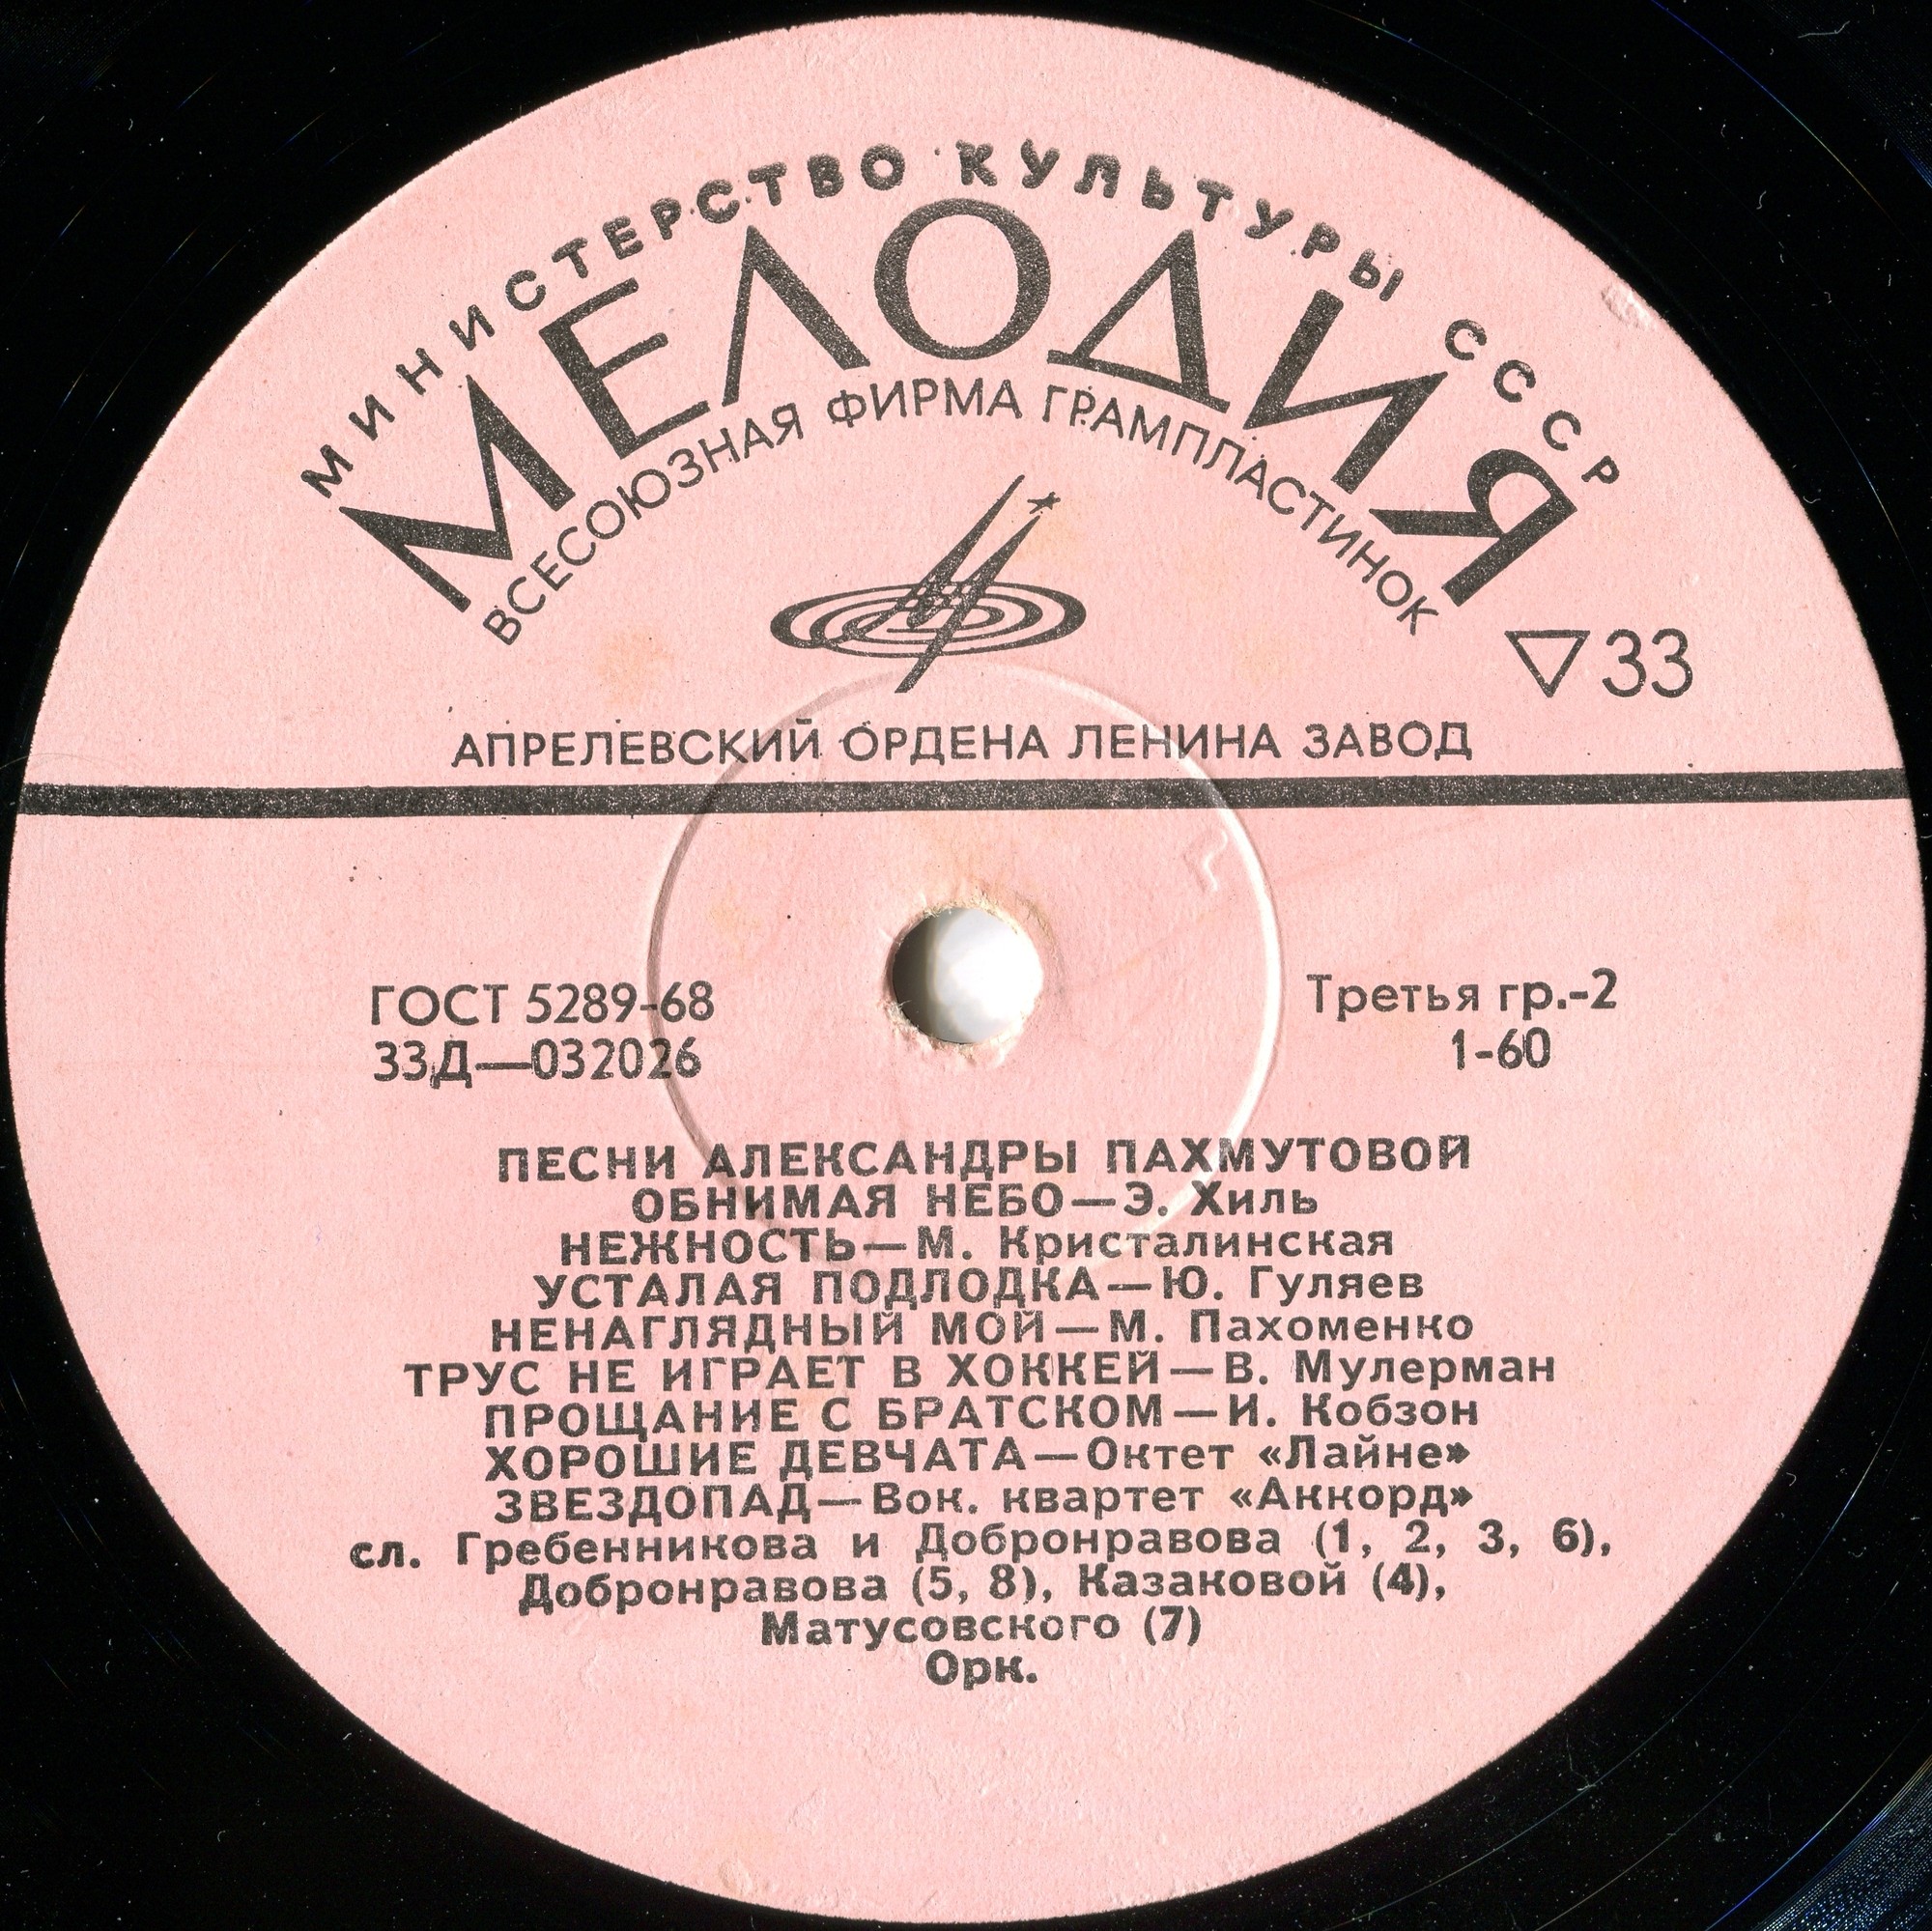 МИНИСТЕРСТВО КУЛЬТУРЫ СССР
МЕЛОДИЯ
ВСЕСОЮЗНАЯ ФИРМА ГРАМПЛАСТИНОК
33
АПРЕЛЕВСКИЙ ОРДЕНА ЛЕНИНА ЗАВОД
ГОСТ 5289-68
33Д—032026
Третья гр.-2
1-60
ПЕСНИ АЛЕКСАНДРЫ ПАХМУТОВОЙ
ОБНИМАЯ НЕБО—Э. Хиль
НЕЖНОСТЬ—М. Кристалинская
УСТАЛАЯ ПОДЛОДКА—Ю. Гуляев
НЕНАГЛЯДНЫЙ МОЙ—М. Пахоменко
ТРУС НЕ ИГРАЕТ В ХОККЕЙ—В. Мулерман
ПРОЩАНИЕ С БРАТСКОМ—И. Кобзон
ХОРОШИЕ ДЕВЧАТА—Октет «Лайне»
ЗВЕЗДОПАД—Вок. квартет «Аккорд»
сл. Гребенникова и Добронравова (1, 2, 3, 6),
Добронравова (5, 8), Казаковой (4),
Матусовского (7)
Орк.